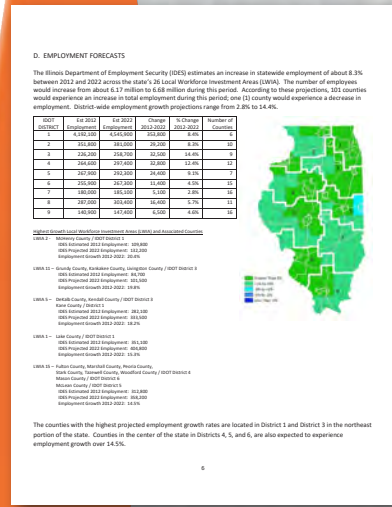 D. EMPLOYMENT FORECASTS
The Illinois Department of Employment Security (IDES) estimates an increase in statewide employment of about 8.3%
between 2012 and 2022 across the state's 26 Local Workforce Investment Areas (LWIA). The number of employees
would increase from about 6.17 million to 6.68 million during this period. According to these projections, 101 counties
would experience an increase in total employment during this period; one (1) county would experience a decrease in
employment. District-wide employment growth projections range from 2.8% to 14.4%.
IDOT Est 2012 Est 2022 Change % Change Number of
DISTRICT Employment Employment 2012-2022 2012-2022 Counties
1 4,192,100 4,545,900 353,800 8.4% 6
2 351,800 381,000 29,200 8.3% 10
3 226,200 258,700 32,500 14.4% 9
4 264,600 297,400 32,800 12.4% 12
5 267,900 292,300 24,400 9.1% 7
6 255,900 267,300 11,400 4.5% 15
7 180,000 185,100 5,100 2.8% 16
8 287,000 303,400 16,400 5.7% 11
9 140,900 147,400 6,500 4.6% 16
Highest Growth Local Workforce Investment Areas (LWIA) and Associated Counties
LWIA 2 - McHenry County / IDOT District 1
IDES Estimated 2012 Employment: 109,800
IDES Projected 2022 Employment: 132,200
Employment Growth 2012-2022: 20.4%
LWIA 11 – Grundy County, Kankakee County, Livingston County / IDOT District 3
IDES Estimated 2012 Employment: 84,700
IDES Projected 2022 Employment: 101,500
Employment Growth 2012-2022: 19.8%
LWIA 5 – DeKalb County, Kendall County / IDOT District 3
Kane County / District 1
IDES Estimated 2012 Employment: 282,100
IDES Projected 2022 Employment: 333,500
Employment Growth 2012-2022: 18.2%
LWIA 1 – Lake County / IDOT District 1
IDES Estimated 2012 Employment: 351,100
IDES Projected 2022 Employment: 404,800
Employment Growth 2012-2022: 15.3%
LWIA 15 – Fulton County, Marshall County, Peoria County,
Stark County, Tazewell County, Woodford County / IDOT District 4
Mason County / IDOT District 6
McLean County / IDOT District 5
IDES Estimated 2012 Employment: 312,800
IDES Projected 2022 Employment: 358,200
Employment Growth 2012-2022: 14.5%
The counties with the highest projected employment growth rates are located in District 1 and District 3 in the northeast
portion of the state. Counties in the center of the state in Districts 4, 5, and 6, are also expected to experience
employment growth over 14.5%.
6